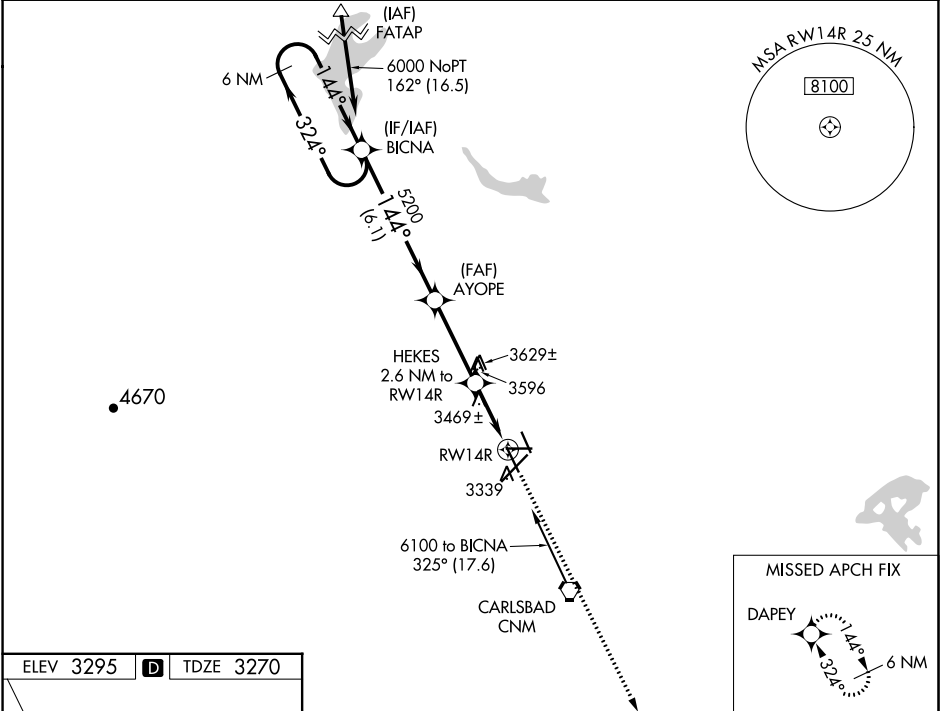 (IAF)
FATAP
6 NM
6000 NoPT
162° (16.5)
144°
324°
(IF/IAF)
BICNA
MSA RW14R 25 NM
8100
5200
144°
(6.1)
(FAF)
AYOPE
HEKES
2.6 NM to
RW14R
3629±
3596
3469±
4670
RW14R
3339
6100 to BICNA
325° (17.6)
CARLSBAD
CNM
MISSED APCH FIX
DAPEY
144°
324°
6 NM
ELEV 3295 D TDZE 3270